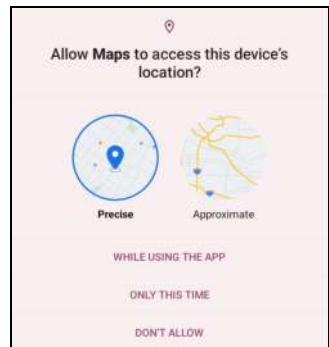 Allow Maps to access this device's
location?
Precise
Approximate
WHILE USING THE APP
ONLY THIS TIME
DON'T ALLOW